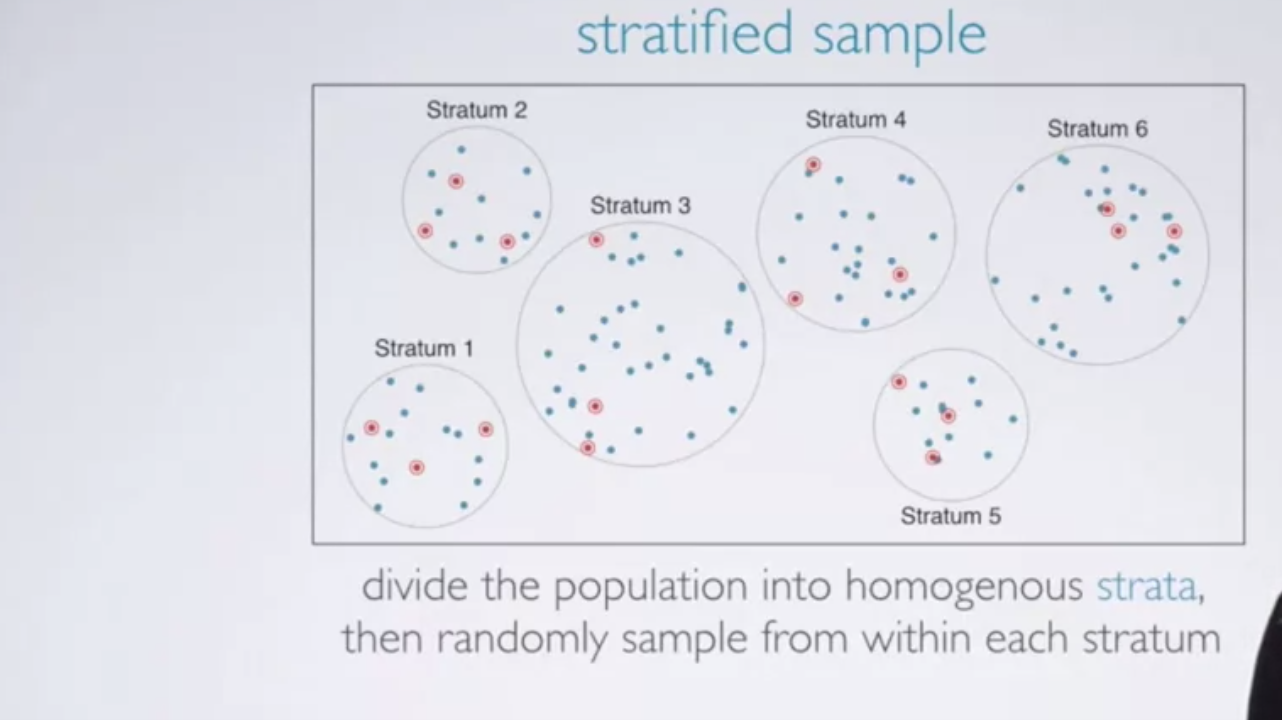 stratified sample
Stratum 2
Stratum 4
Stratum 6
Stratum 3
Stratum 1
Stratum 5
divide the population into homogenous strata,
then randomly sample from within each stratum